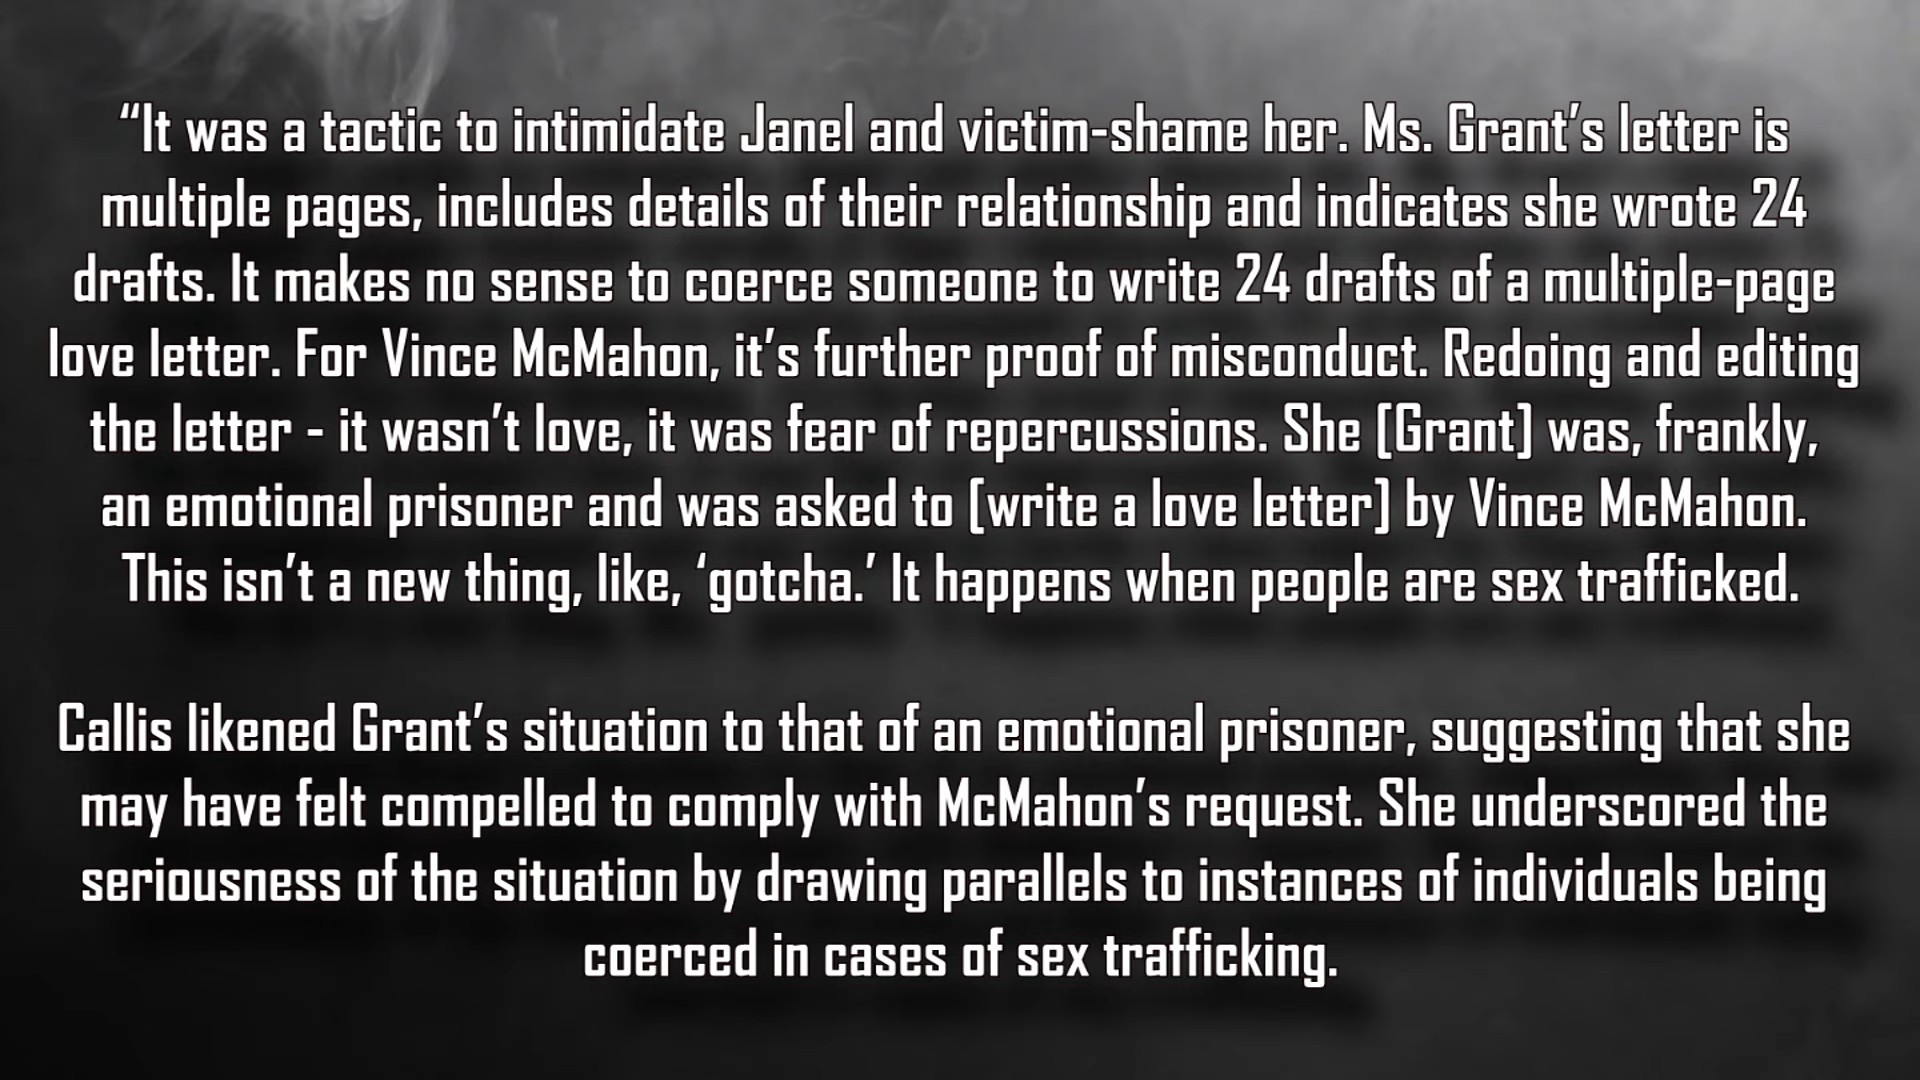 “It was a tactic to intimidate Janel and victim-shame her. Ms. Grant’s letter is
multiple pages, includes details of their relationship and indicates she wrote 24
drafts. It makes no sense to coerce someone to write 24 drafts of a multiple-page
love letter. For Vince McMahon, it’s further proof of misconduct. Redoing and editing
the letter - it wasn’t love, it was fear of repercussions. She [Grant] was, frankly,
an emotional prisoner and was asked to [write a love letter] by Vince McMahon.
This isn’t a new thing, like, ‘gotcha.’ It happens when people are sex trafficked.
Callis likened Grant’s situation to that of an emotional prisoner, suggesting that she
may have felt compelled to comply with McMahon’s request. She underscored the
seriousness of the situation by drawing parallels to instances of individuals being
coerced in cases of sex trafficking.